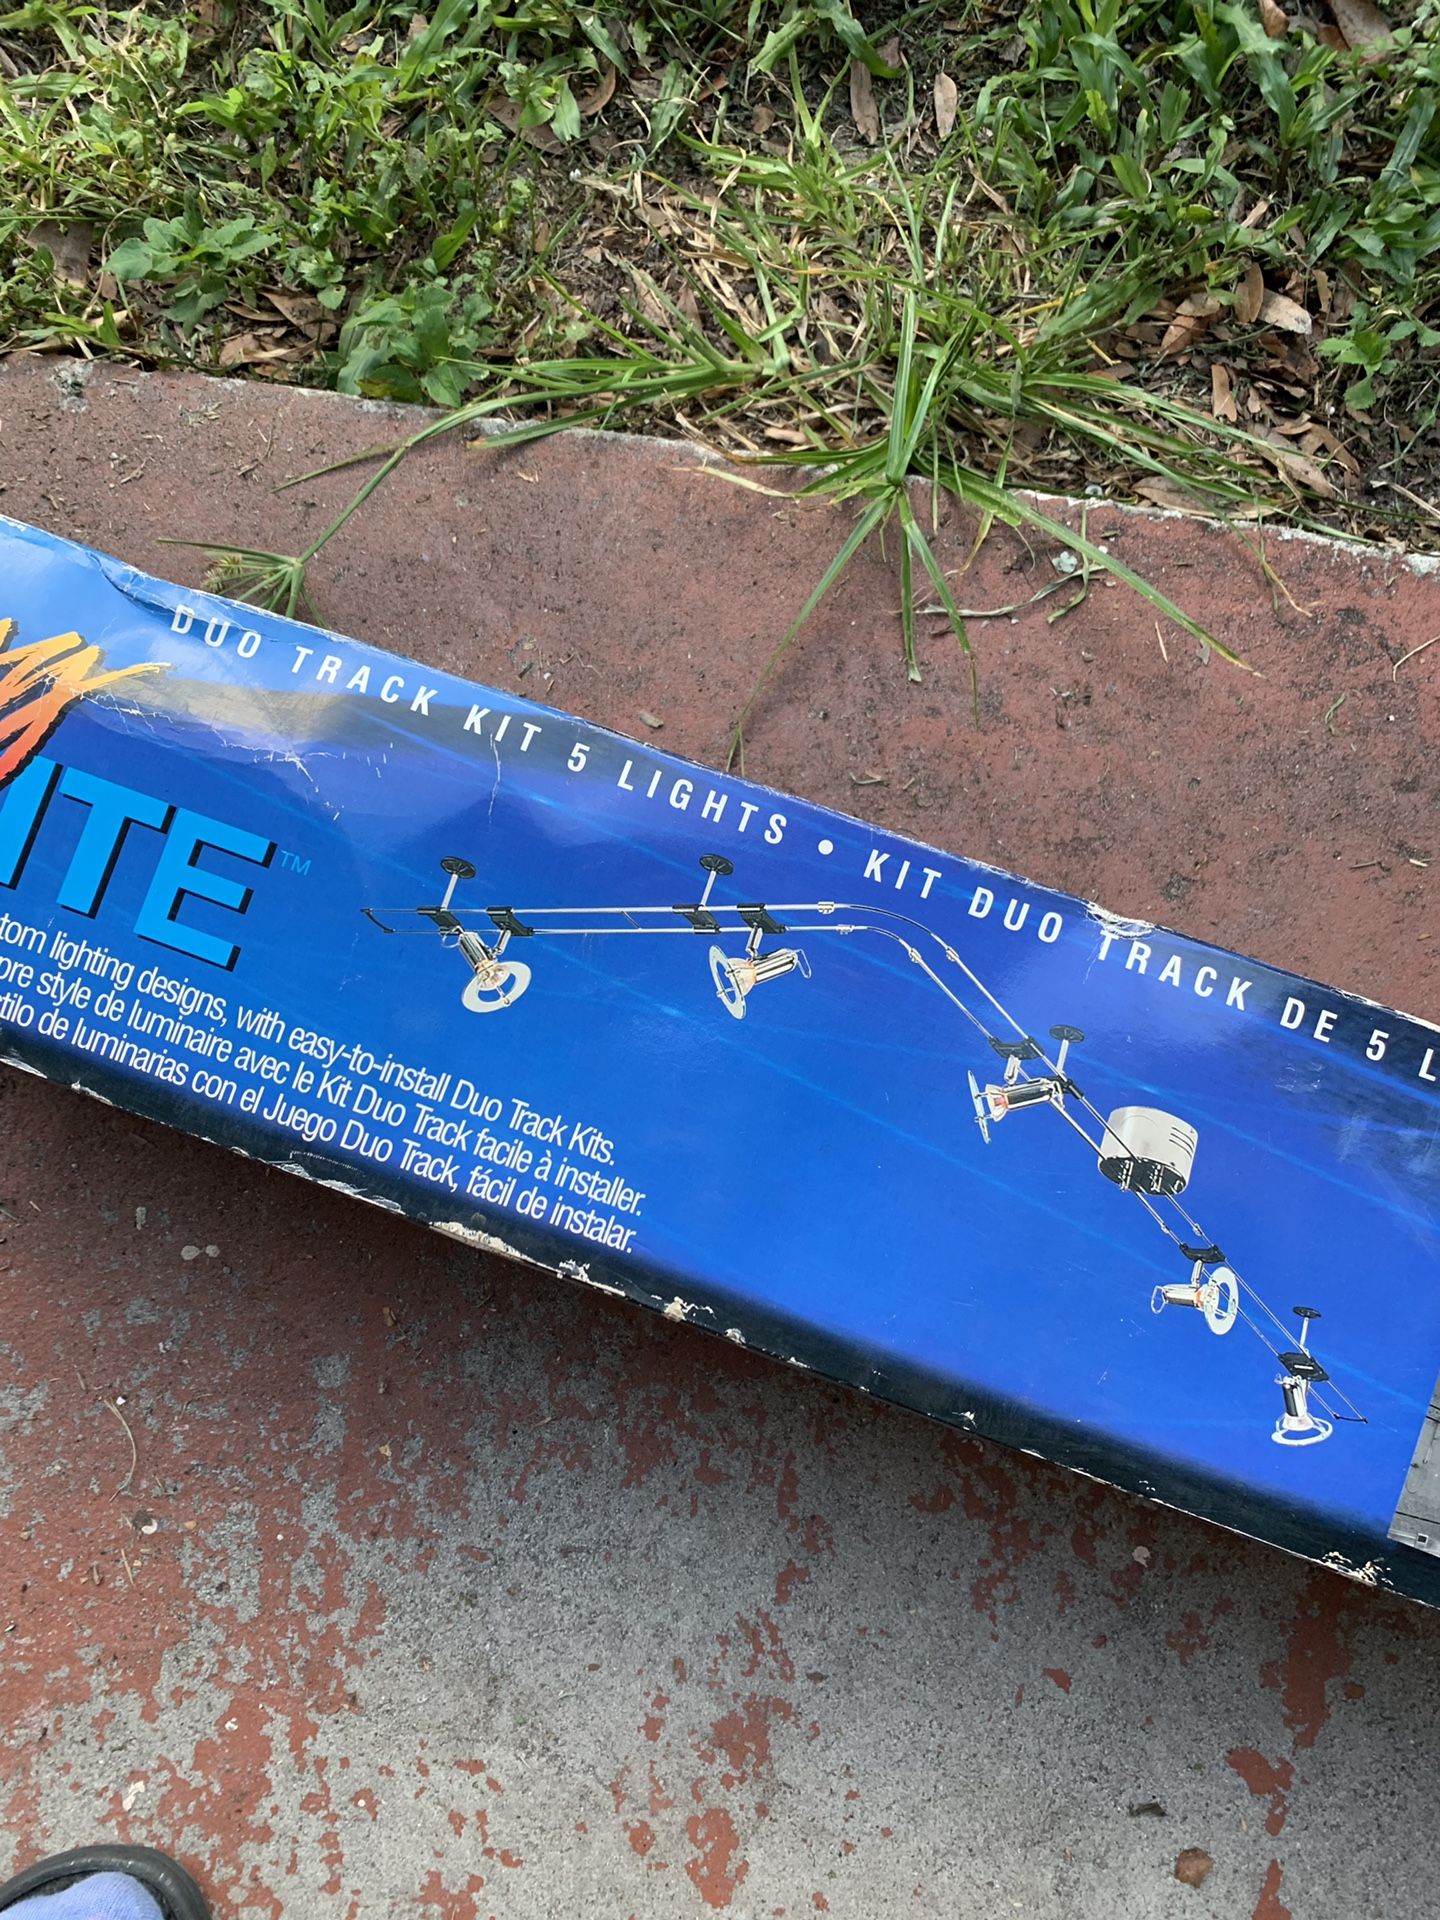 DUO TRACK KIT 5 LIGHTS • KIT DUO TRACK DE 5 L
ITE™
tom lighting designs, with easy-to-install Duo Track Kits.
pre style de luminaire avec le Kit Duo Track facile à installer.
tilo de luminarias con el Juego Duo Track, fácil de instalar.